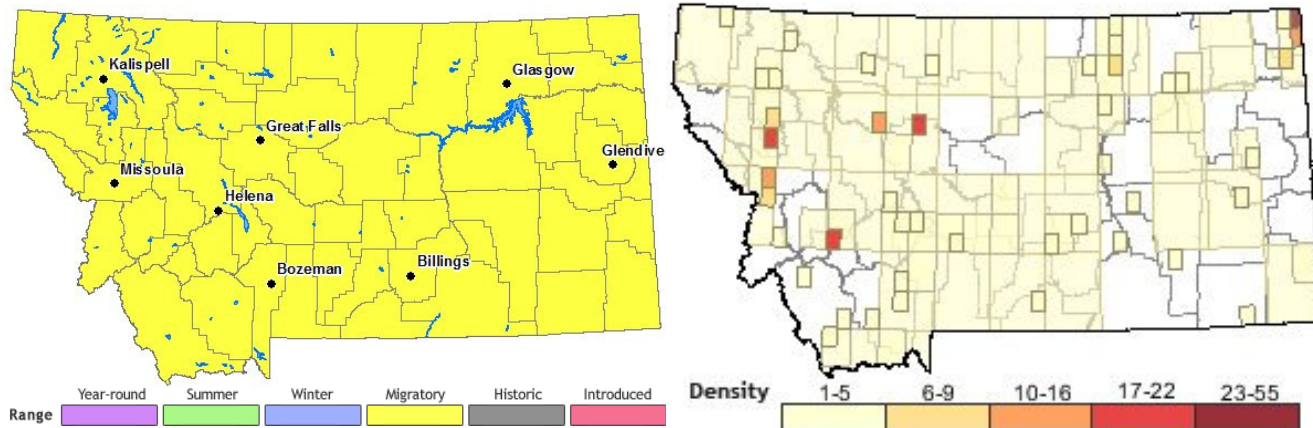 Kalispell
Glasgow
Great Falls
Glendive
Missoula
Helena
Bozeman
Billings
Year-round Summer Winter Migratory Historic Introduced
Range
Density 1-5 6-9 10-16 17-22 23-55